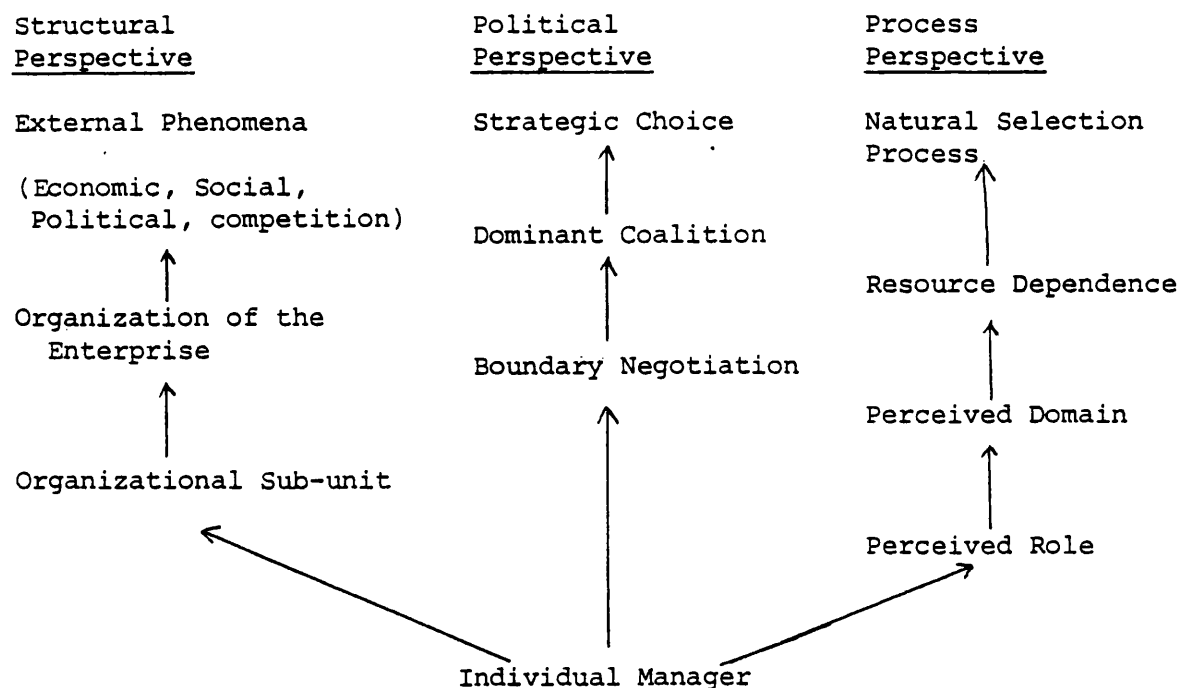 Structural
Perspective
External Phenomena
(Economic, Social,
Political, competition)
Organization of the
Enterprise
Organizational Sub-unit
Political
Perspective
Strategic Choice
Dominant Coalition
Boundary Negotiation
Process
Perspective
Natural Selection
Process
Resource Dependence
Perceived Domain
Perceived Role
Individual Manager